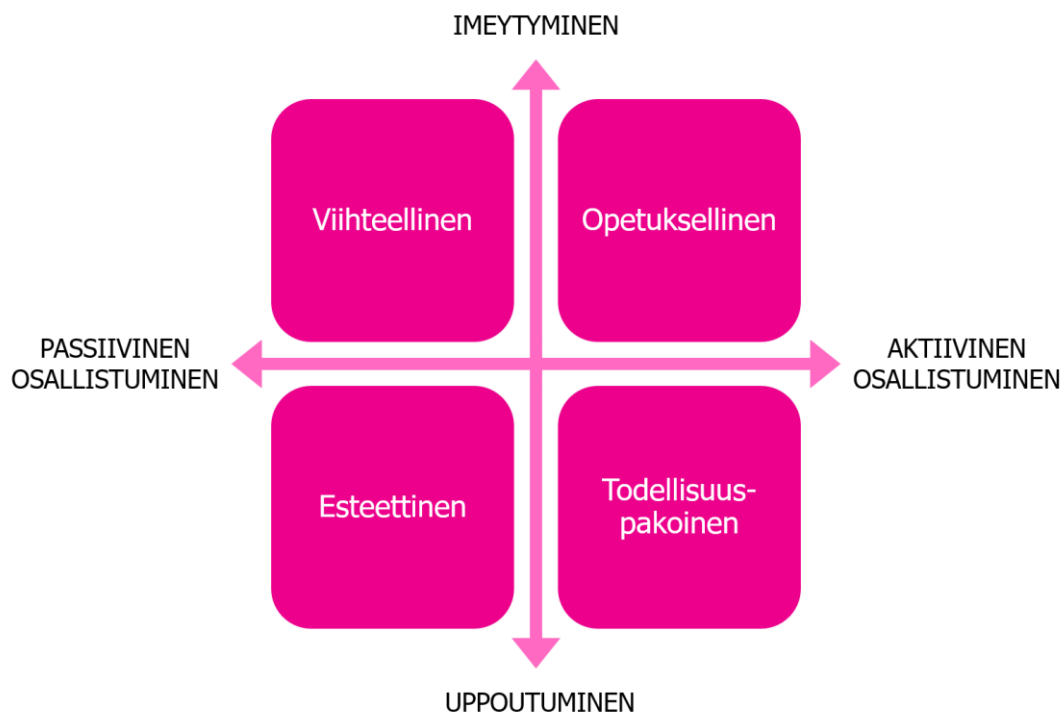 IMEYTYMINEN
Viihteellinen
Opetuksellinen
PASSIIVINEN
OSALLISTUMINEN
AKTIIVINEN
OSALLISTUMINEN
Esteettinen
Todellisuus-
pakoinen
UPPOUTUMINEN